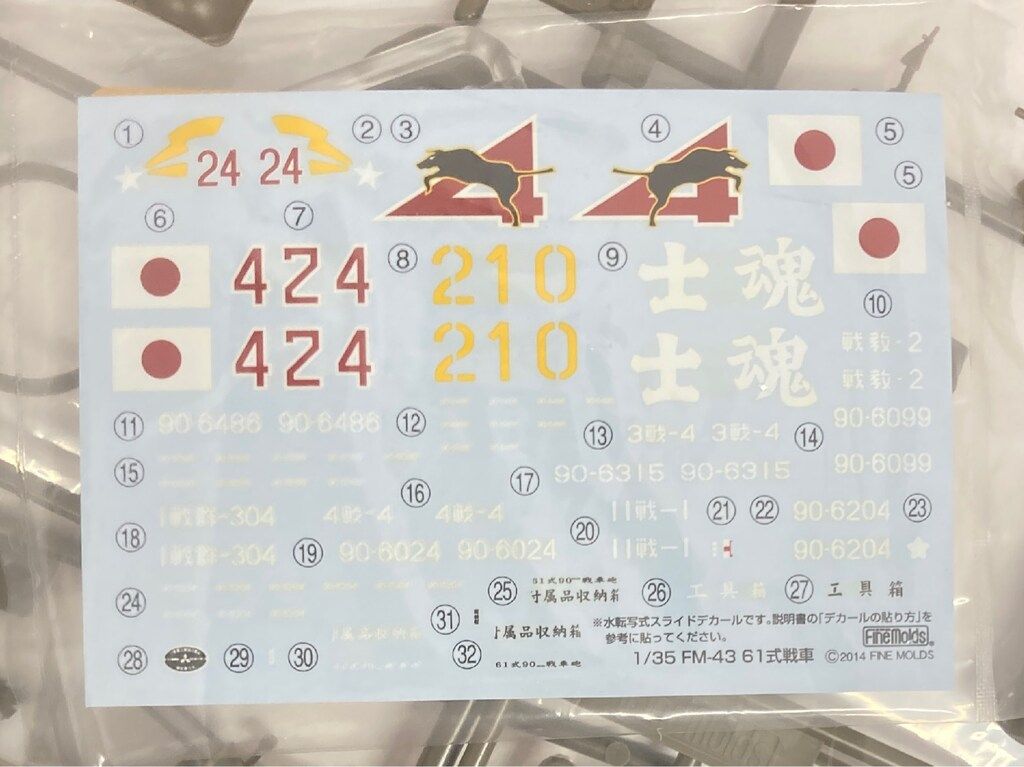 ① 24 24 ② ③ 4 ④ 4 ⑤
⑤
⑥ ⑦
424 ⑧ 210 ⑨ 士魂
⑩
424 210 士魂
戦教-2
戦教-2
⑪ 90-6486 90-6486 ⑫ 90-6099
⑬ 3戦-4 3戦-4 ⑭
⑮ ⑰ 90-6315 90-6315 90-6099
⑯
1戦群-304 4戦-4 4戦-4 11戦-1 ㉑ ㉒ 90-6204 ㉓
⑱ ⑳
1戦群-304 ⑲ 90-6024 90-6024 11戦-1 90-6204
㉔ ㉕ 61式90㎜戦車砲
付属品収納箱 ㉖ 工具箱 ㉗ 工具箱
㉛ 付属品収納箱
※水転写式スライドデカールです。説明書の「デカールの貼り方」を
参考に貼ってください。 FineMolds
㉘ ㉙ ㉚ ㉜ 61式90㎜戦車砲
1/35 FM-43 61式戦車 ©2014 FINE MOLDS